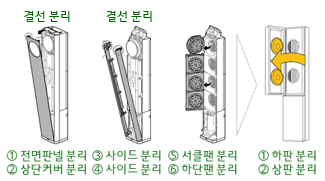 결선 분리
결선 분리
① 전면판넬 분리 ③ 사이드 분리 ⑤ 서클팬 분리 ① 하판 분리
② 상단커버 분리 ④ 사이드 분리 ⑥ 하단팬 분리 ② 상판 분리